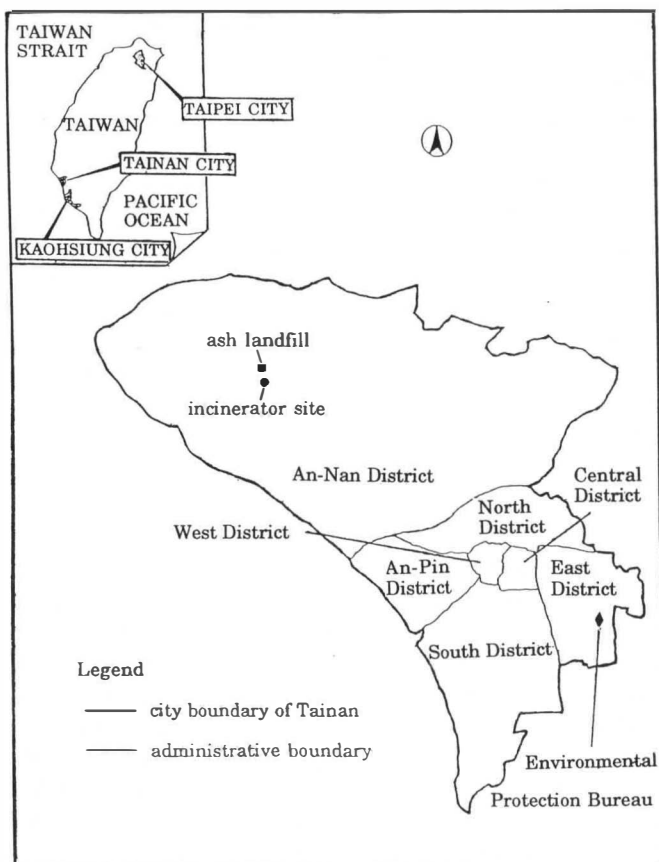 TAIWAN
STRAIT
TAIPEI CITY
TAIWAN
TAINAN CITY
PACIFIC
OCEAN
KAOHSIUNG CITY
ash landfill
incinerator site
An-Nan District
Central
District
North
District
West District
An-Pin
District
East
District
South District
Legend
city boundary of Tainan
administrative boundary
Environmental
Protection Bureau